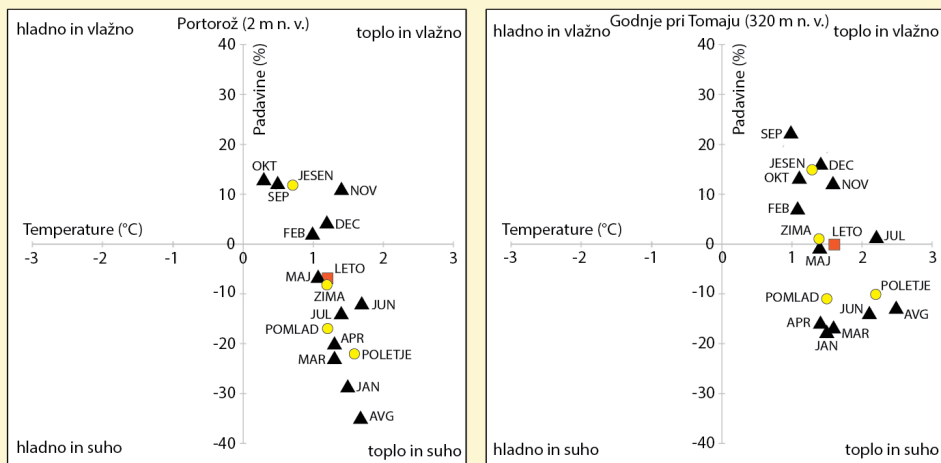 hladno in vlažno
Portorož (2 m n. v.)
toplo in vlažno
40
Padavine (%)
30
20
OKT
JESEN
10
SEP
NOV
DEC
FEB
Temperature (°C)
0
-3
-2
-1
0
1
2
3
MAJ
LETO
-10
ZIMA
JUN
JUL
POMLAD
-20
APR
MAR
POLETJE
-30
JAN
AVG
-40
hladno in suho
toplo in suho
hladno in vlažno
Godnje pri Tomaju (320 m n. v.)
toplo in vlažno
40
Padavine (%)
30
SEP
20
JESEN
DEC
OKT
NOV
10
FEB
ZIMA
LETO
JUL
Temperature (°C)
0
-3
-2
-1
0
1
2
3
MAJ
-10
POMLAD
POLETJE
JUN
AVG
APR
MAR
-20
JAN
-30
-40
hladno in suho
toplo in suho